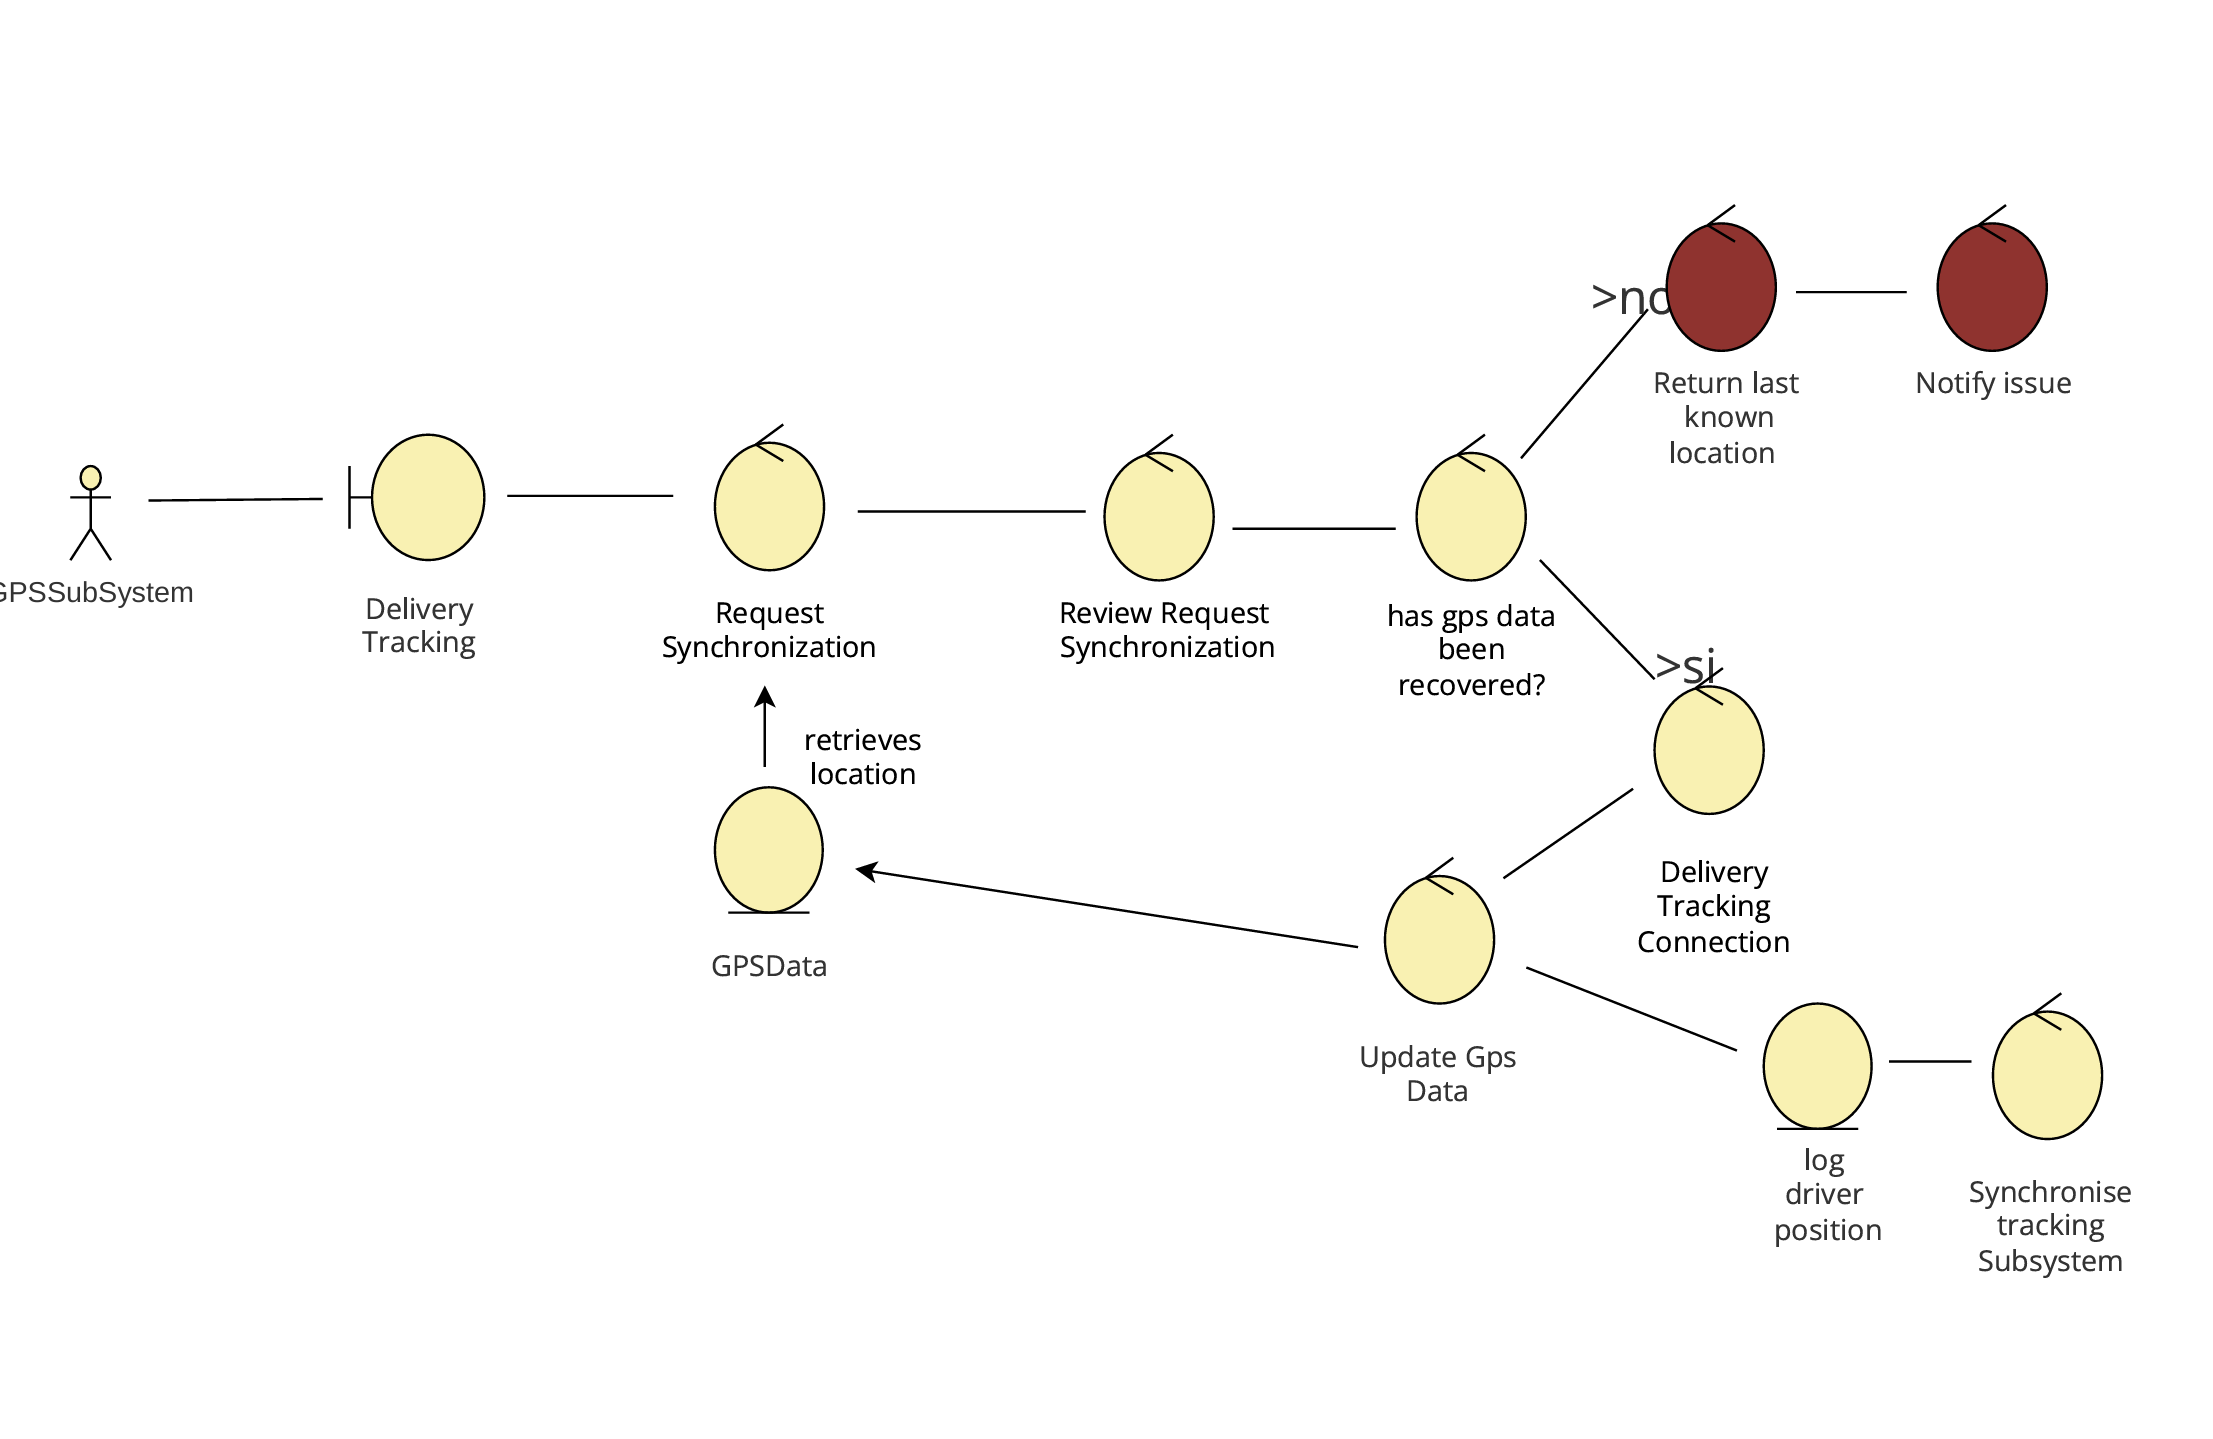 >no
Return last
known
location
Notify issue
GPSSubSystem
Delivery
Tracking
Request
Synchronization
Review Request
Synchronization
has gps data
been
recovered?
>si
retrieves
location
GPSData
Delivery
Tracking
Connection
Update Gps
Data
log
driver
position
Synchronise
tracking
Subsystem